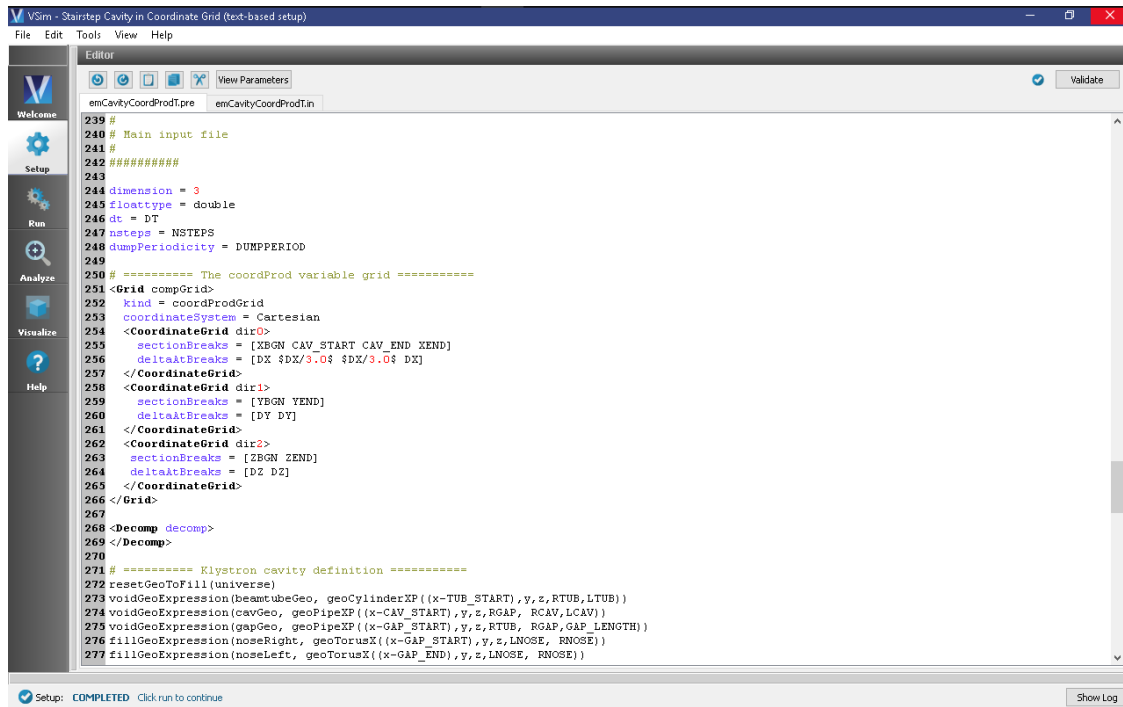 VSim - Stairstep Cavity in Coordinate Grid (text-based setup)
File Edit Tools View Help
Editor
View Parameters
Validate
emCavityCoordProdT.pre emCavityCoordProdT.in
Welcome
Setup
Run
Analyze
Visualize
Help
239 #
240 # Main input file
241 #
242 ##########
243
244 dimension = 3
245 floattype = double
246 dt = DT
247 nsteps = NSTEPS
248 dumpPeriodicity = DUMPPERIOD
249
250 # ========== The coordProd variable grid ===========
251 <Grid compGrid>
252   kind = coordProdGrid
253   coordinateSystem = Cartesian
254   <CoordinateGrid dir0>
255     sectionBreaks = [XBGN CAV_START CAV_END XEND]
256     deltaAtBreaks = [DX $DX/3.0$ $DX/3.0$ DX]
257   </CoordinateGrid>
258   <CoordinateGrid dir1>
259     sectionBreaks = [YBGN YEND]
260     deltaAtBreaks = [DY DY]
261   </CoordinateGrid>
262   <CoordinateGrid dir2>
263    sectionBreaks = [ZBGN ZEND]
264    deltaAtBreaks = [DZ DZ]
265   </CoordinateGrid>
266 </Grid>
267
268 <Decomp decomp>
269 </Decomp>
270
271 # ========== Klystron cavity definition ===========
272 resetGeoToFill(universe)
273 voidGeoExpression(beamtubeGeo, geoCylinderXP((x-TUB_START),y,z,RTUB,LTUB))
274 voidGeoExpression(cavGeo, geoPipeXP((x-CAV_START),y,z,RGAP, RCAV,LCAV))
275 voidGeoExpression(gapGeo, geoPipeXP((x-GAP_START),y,z,RTUB, RGAP,GAP_LENGTH))
276 fillGeoExpression(noseRight, geoTorusX((x-GAP_START),y,z,LNOSE, RNOSE))
277 fillGeoExpression(noseLeft, geoTorusX((x-GAP_END),y,z,LNOSE, RNOSE))
Setup: COMPLETED Click run to continue
Show Log